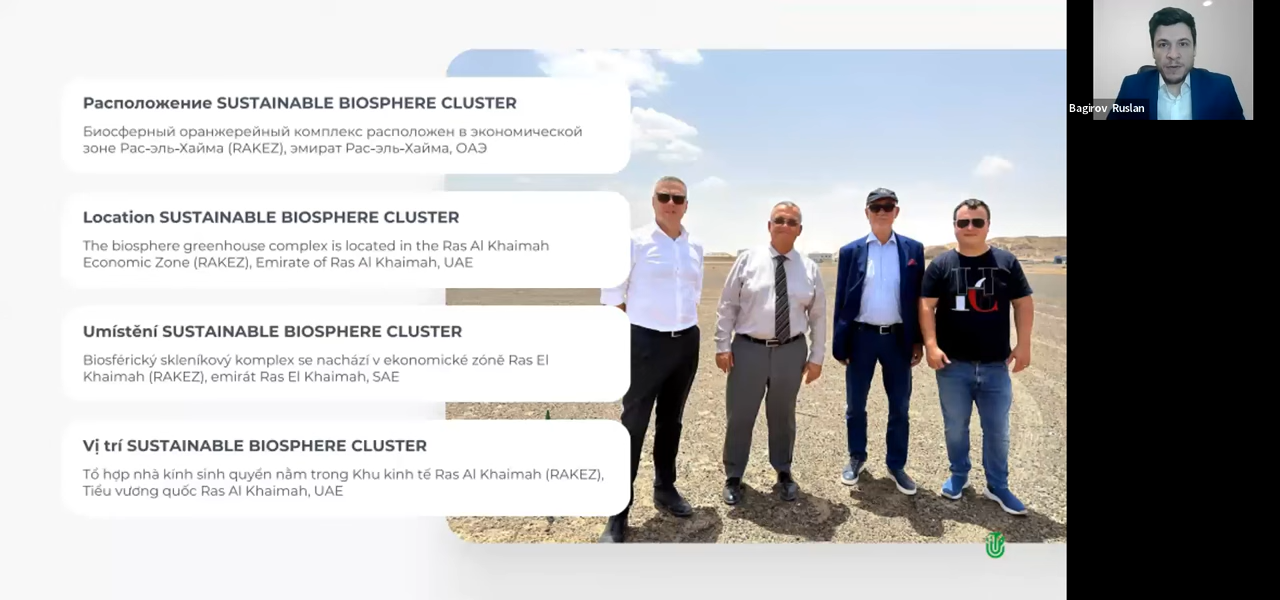 Расположение SUSTAINABLE BIOSPHERE CLUSTER
Биосферный оранжерейный комплекс расположен в экономической
зоне Рас-эль-Хайма (RAKEZ), эмират Рас-эль-Хайма, ОАЭ
Location SUSTAINABLE BIOSPHERE CLUSTER
The biosphere greenhouse complex is located in the Ras Al Khaimah
Economic Zone (RAKEZ), Emirate of Ras Al Khaimah, UAE
Umístění SUSTAINABLE BIOSPHERE CLUSTER
Biosférický skleníkový komplex se nachází v ekonomické zóně Ras El
Khaimah (RAKEZ), emirát Ras El Khaimah, SAE
Vị trí SUSTAINABLE BIOSPHERE CLUSTER
Tổ hợp nhà kính sinh quyển nằm trong Khu kinh tế Ras Al Khaimah (RAKEZ),
Tiểu vương quốc Ras Al Khaimah, UAE
Bagirov Ruslan